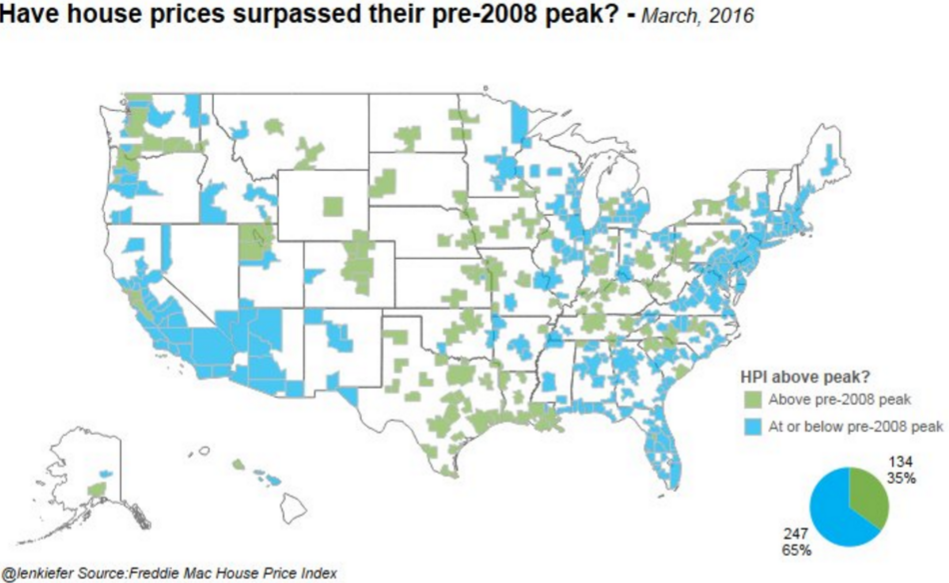 Have house prices surpassed their pre-2008 peak? - March, 2016
HPI above peak?
Above pre-2008 peak
At or below pre-2008 peak
134
35%
247
65%
@lenkiefer Source:Freddie Mac House Price Index